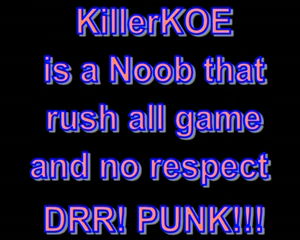 KillerKOE
is a Noob that
rush all game
and no respect
DRR! PUNK!!!